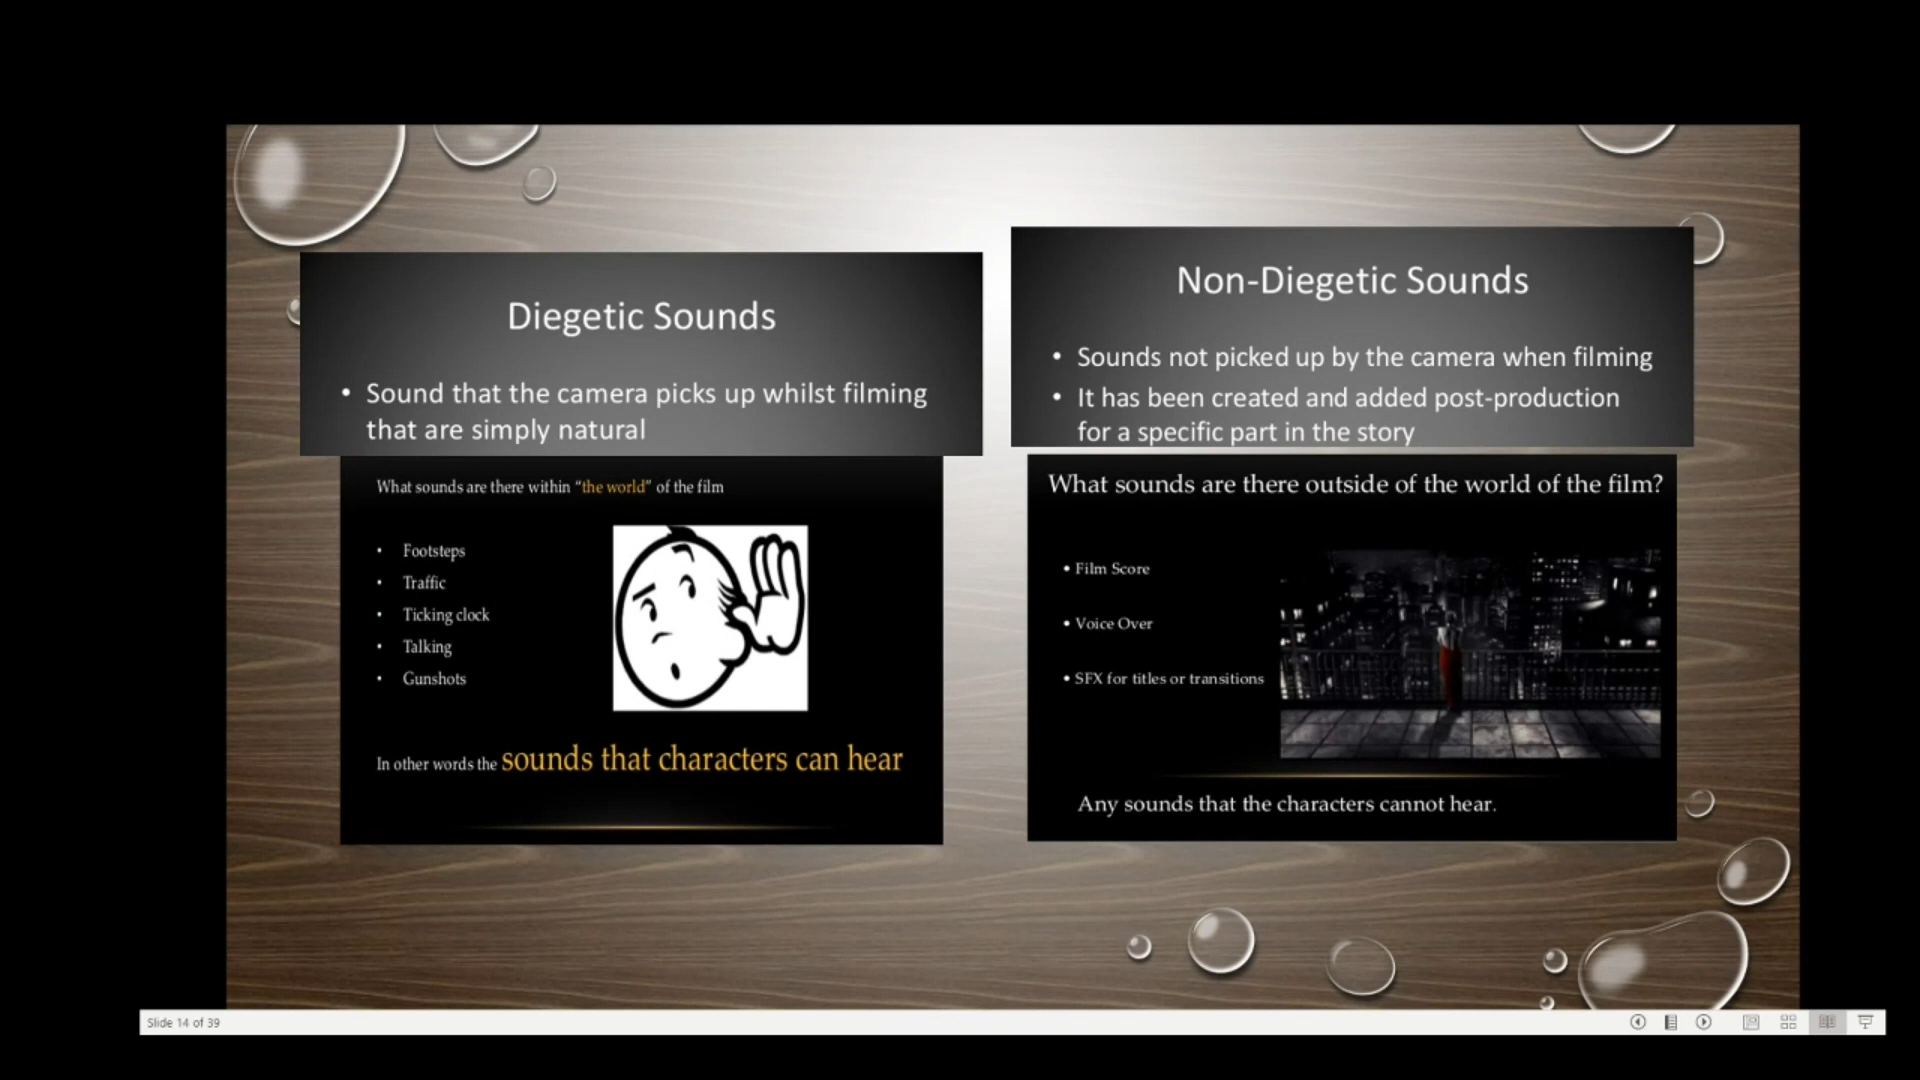 Diegetic Sounds
• Sound that the camera picks up whilst filming
that are simply natural
What sounds are there within “the world” of the film
• Footsteps
• Traffic
• Ticking clock
• Talking
• Gunshots
In other words the sounds that characters can hear
Non-Diegetic Sounds
• Sounds not picked up by the camera when filming
• It has been created and added post-production
for a specific part in the story
What sounds are there outside of the world of the film?
• Film Score
• Voice Over
• SFX for titles or transitions
Any sounds that the characters cannot hear.
Slide 14 of 39